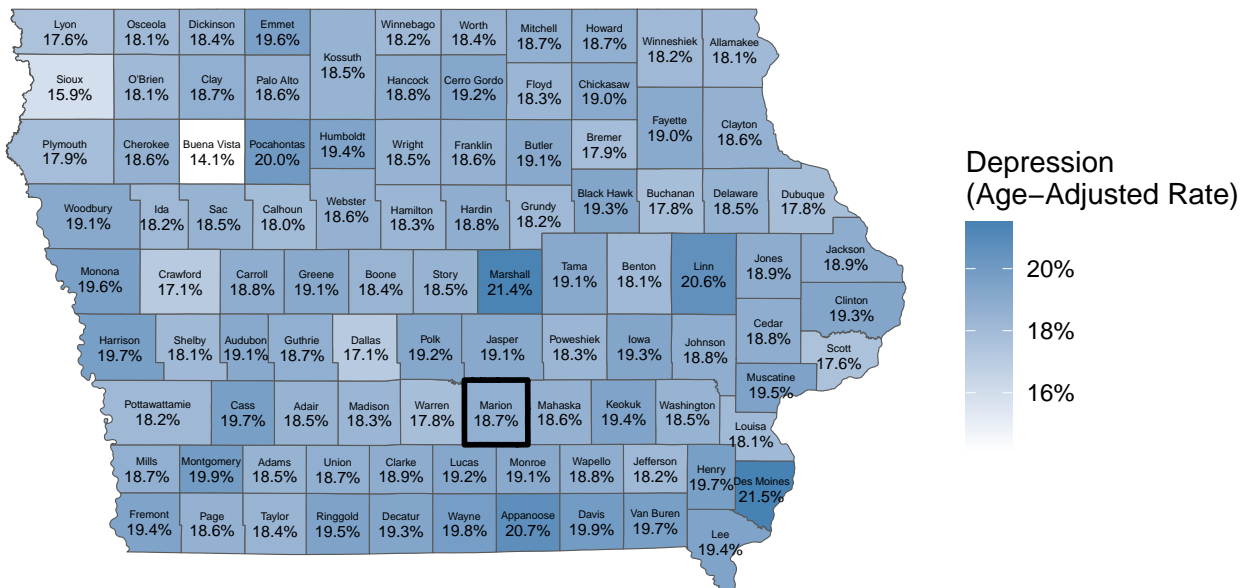 Lyon Osceola Dickinson Emmet Winnebago Worth Mitchell Howard Winneshiek Allamakee
17.6% 18.1% 18.4% 19.6% 18.2% 18.4% 18.7% 18.7% 18.2% 18.1%
Kossuth
18.5%
Sioux O'Brien Clay Palo Alto Hancock Cerro Gordo Floyd Chickasaw
15.9% 18.1% 18.7% 18.6% 18.8% 19.2% 18.3% 19.0%
Fayette Clayton
19.0% 18.6%
Plymouth Cherokee Buena Vista Pocahontas Humboldt Wright Franklin Butler Bremer
17.9% 18.6% 14.1% 20.0% 19.4% 18.5% 18.6% 19.1% 17.9%
Depression
(Age−Adjusted Rate)
Woodbury Ida Sac Calhoun Webster Hamilton Hardin Grundy Black Hawk Buchanan Delaware Dubuque
19.1% 18.2% 18.5% 18.0% 18.6% 18.3% 18.8% 18.2% 19.3% 17.8% 18.5% 17.8%
Monona Crawford Carroll Greene Boone Story Marshall Tama Benton Linn Jones Jackson
19.6% 17.1% 18.8% 19.1% 18.4% 18.5% 21.4% 19.1% 18.1% 20.6% 18.9% 18.9%
20%
Clinton
19.3%
Harrison Shelby Audubon Guthrie Dallas Polk Jasper Poweshiek Iowa Johnson Cedar Scott
19.7% 18.1% 19.1% 18.7% 17.1% 19.2% 19.1% 18.3% 19.3% 18.8% 18.8% 17.6%
18%
Muscatine
19.5%
16%
Pottawattamie Cass Adair Madison Warren Marion Mahaska Keokuk Washington Louisa
18.2% 19.7% 18.5% 18.3% 17.8% 18.7% 18.6% 19.4% 18.5% 18.1%
Mills Montgomery Adams Union Clarke Lucas Monroe Wapello Jefferson Henry Des Moines
18.7% 19.9% 18.5% 18.7% 18.9% 19.2% 19.1% 18.8% 18.2% 19.7% 21.5%
Fremont Page Taylor Ringgold Decatur Wayne Appanoose Davis Van Buren Lee
19.4% 18.6% 18.4% 19.5% 19.3% 19.8% 20.7% 19.9% 19.7% 19.4%